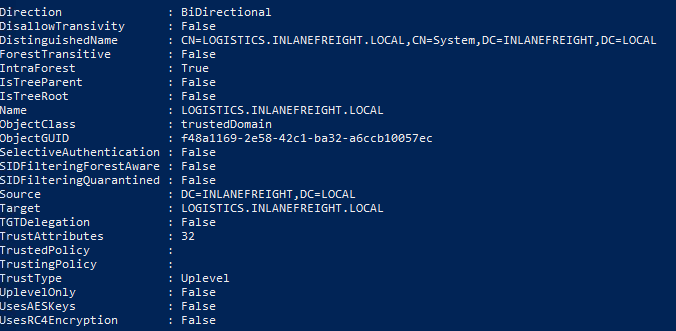 Direction               : BiDirectional
DisallowTransivity      : False
DistinguishedName       : CN=LOGISTICS.INLANEFREIGHT.LOCAL,CN=System,DC=INLANEFREIGHT,DC=LOCAL
ForestTransitive        : False
IntraForest             : True
IsTreeParent            : False
IsTreeRoot              : False
Name                    : LOGISTICS.INLANEFREIGHT.LOCAL
ObjectClass             : trustedDomain
ObjectGUID              : f48a1169-2e58-42c1-ba32-a6ccb10057ec
SelectiveAuthentication : False
SIDFilteringForestAware : False
SIDFilteringQuarantined : False
Source                  : DC=INLANEFREIGHT,DC=LOCAL
Target                  : LOGISTICS.INLANEFREIGHT.LOCAL
TGTDelegation           : False
TrustAttributes         : 32
TrustedPolicy           :
TrustingPolicy          :
TrustType               : Uplevel
UplevelOnly             : False
UsesAESKeys             : False
UsesRC4Encryption       : False